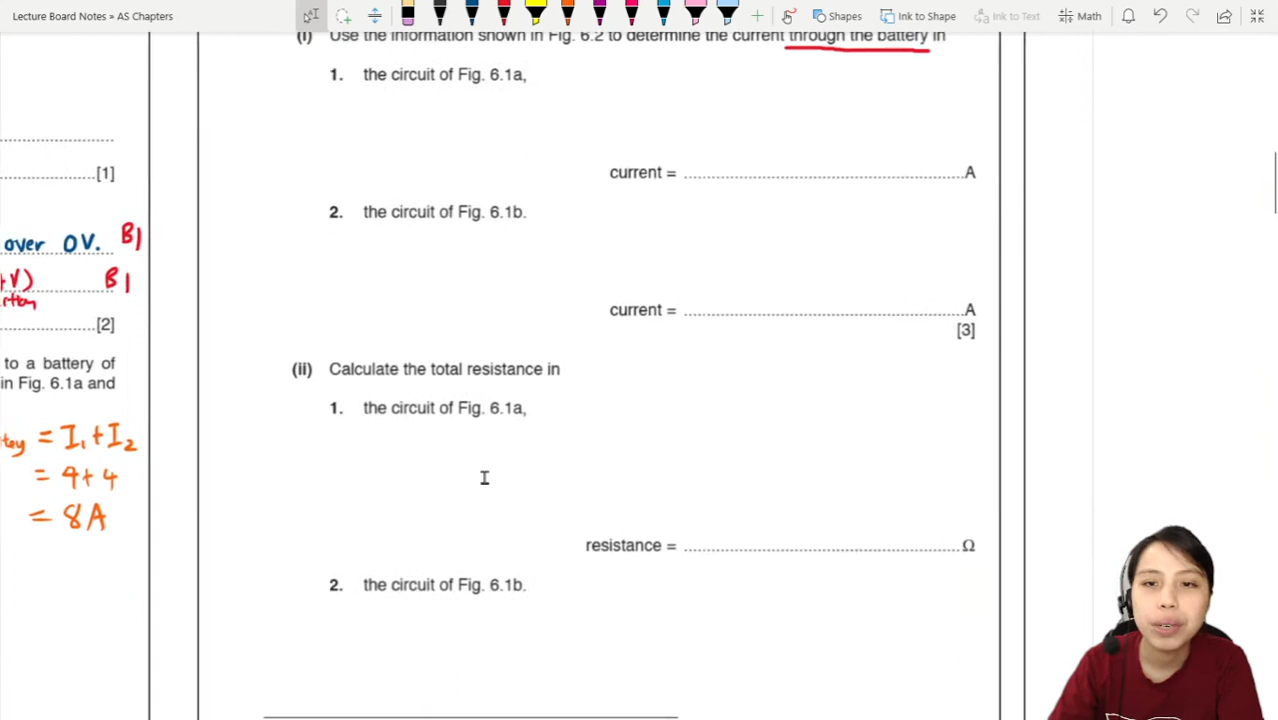 Lecture Board Notes » AS Chapters
Shapes
Ink to Shape
Ink to Text
Math
(i) Use the information shown in Fig. 6.2 to determine the current through the battery in
1. the circuit of Fig. 6.1a,
current = ............ A
[1]
2. the circuit of Fig. 6.1b.
over 0V. B1
+V) B1
current = ............ A
[3]
[2]
to a battery of
in Fig. 6.1a and
(ii) Calculate the total resistance in
1. the circuit of Fig. 6.1a,
= I₁+I₂
= 4+4
= 8A
resistance = ............ Ω
2. the circuit of Fig. 6.1b.